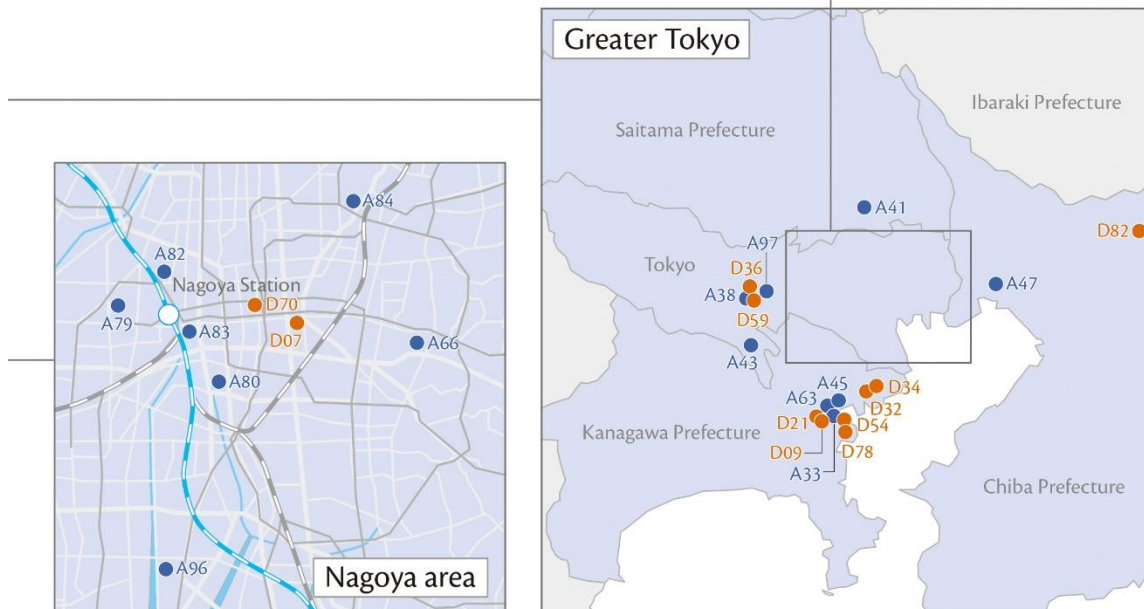 Greater Tokyo
Ibaraki Prefecture
Saitama Prefecture
A41
D82
A97
Tokyo
D36
A38
A47
D59
A43
A45
D34
A63
D32
D21
D54
Kanagawa Prefecture
D09
D78
A33
Chiba Prefecture
A84
A82
Nagoya Station
D70
A79
A83
D07
A66
A80
A96
Nagoya area